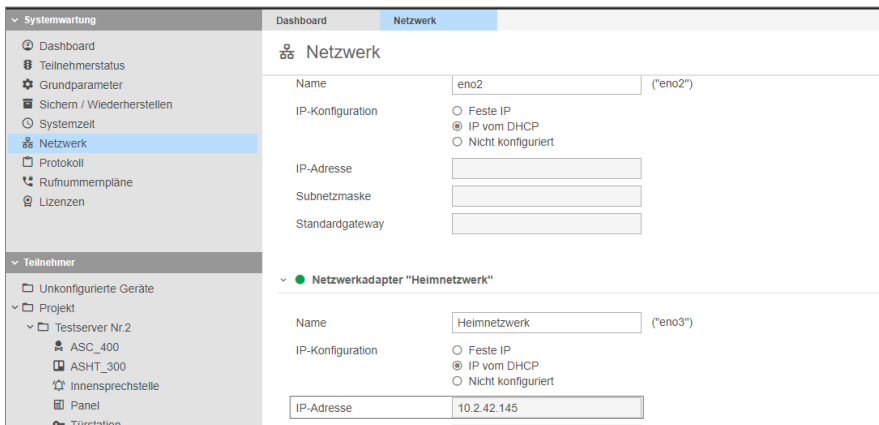 Systemwartung
Dashboard
Teilnehmerstatus
Grundparameter
Sichern / Wiederherstellen
Systemzeit
Netzwerk
Protokoll
Rufnummernpläne
Lizenzen
Teilnehmer
Unkonfigurierte Geräte
Projekt
Testserver Nr.2
ASC_400
ASHT_300
Innensprechstelle
Panel
Türstation
Dashboard Netzwerk
Netzwerk
Name eno2 ("eno2")
IP-Konfiguration Feste IP
IP vom DHCP
Nicht konfiguriert
IP-Adresse
Subnetzmaske
Standardgateway
Netzwerkadapter "Heimnetzwerk"
Name Heimnetzwerk ("eno3")
IP-Konfiguration Feste IP
IP vom DHCP
Nicht konfiguriert
IP-Adresse 10.2.42.145